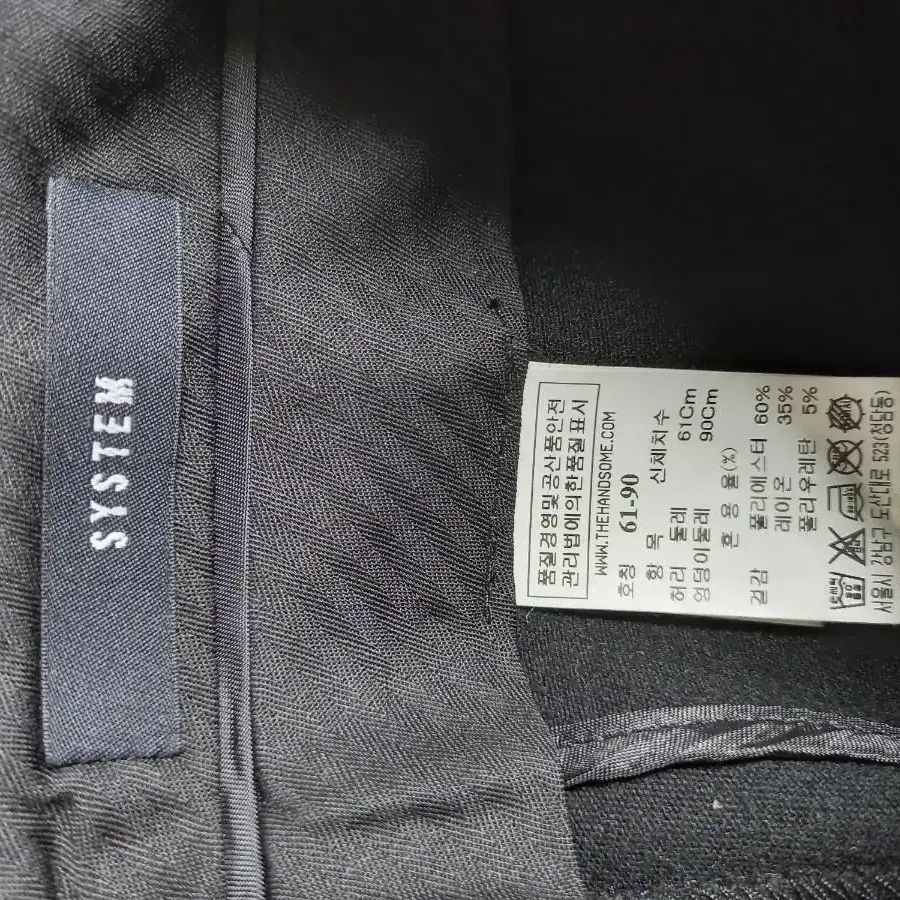 SYSTEM
품질경영및공산품안전
관리법에의한품질표시
WWW.THEHANDSOME.COM
호칭 61-90
항 목 신체치수
허리 둘레 61Cm
엉덩이둘레 90Cm
혼 용 율(%)
겉감 폴리에스터 60%
레이온 35%
폴리우레탄 5%
서울시 강남구 도산대로 523(청담동)